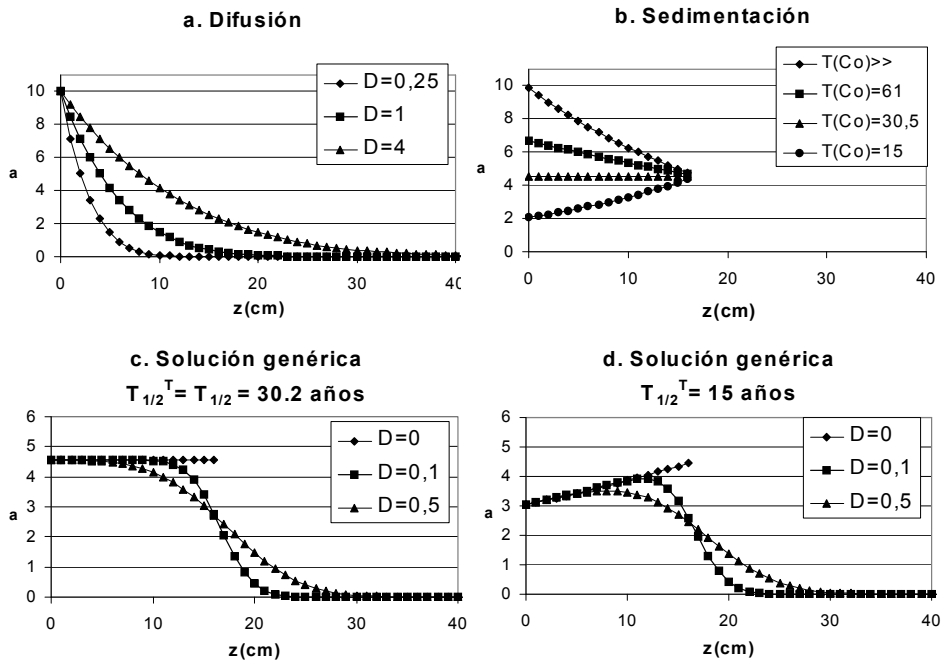 a. Difusión
10
8
6
a
4
2
0
0 10 20 30 40
z(cm)
D=0,25
D=1
D=4
b. Sedimentación
10
8
6
a
4
2
0
0 10 20 30 40
z(cm)
T(Co)>>
T(Co)=61
T(Co)=30,5
T(Co)=15
c. Solución genérica
T1/2T= T1/2 = 30.2 años
6
5
4
a
3
2
1
0
0 10 20 30 40
z(cm)
D=0
D=0,1
D=0,5
d. Solución genérica
T1/2T= 15 años
6
5
4
a
3
2
1
0
0 10 20 30 40
z(cm)
D=0
D=0,1
D=0,5